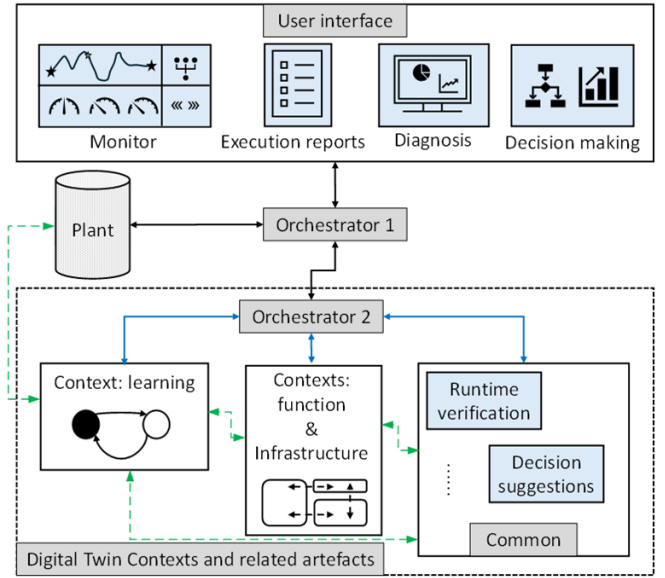 User interface
Monitor
Execution reports
Diagnosis
Decision making
Plant
Orchestrator 1
Orchestrator 2
Context: learning
Contexts:
function
&
Infrastructure
Runtime
verification
Decision
suggestions
Common
Digital Twin Contexts and related artefacts